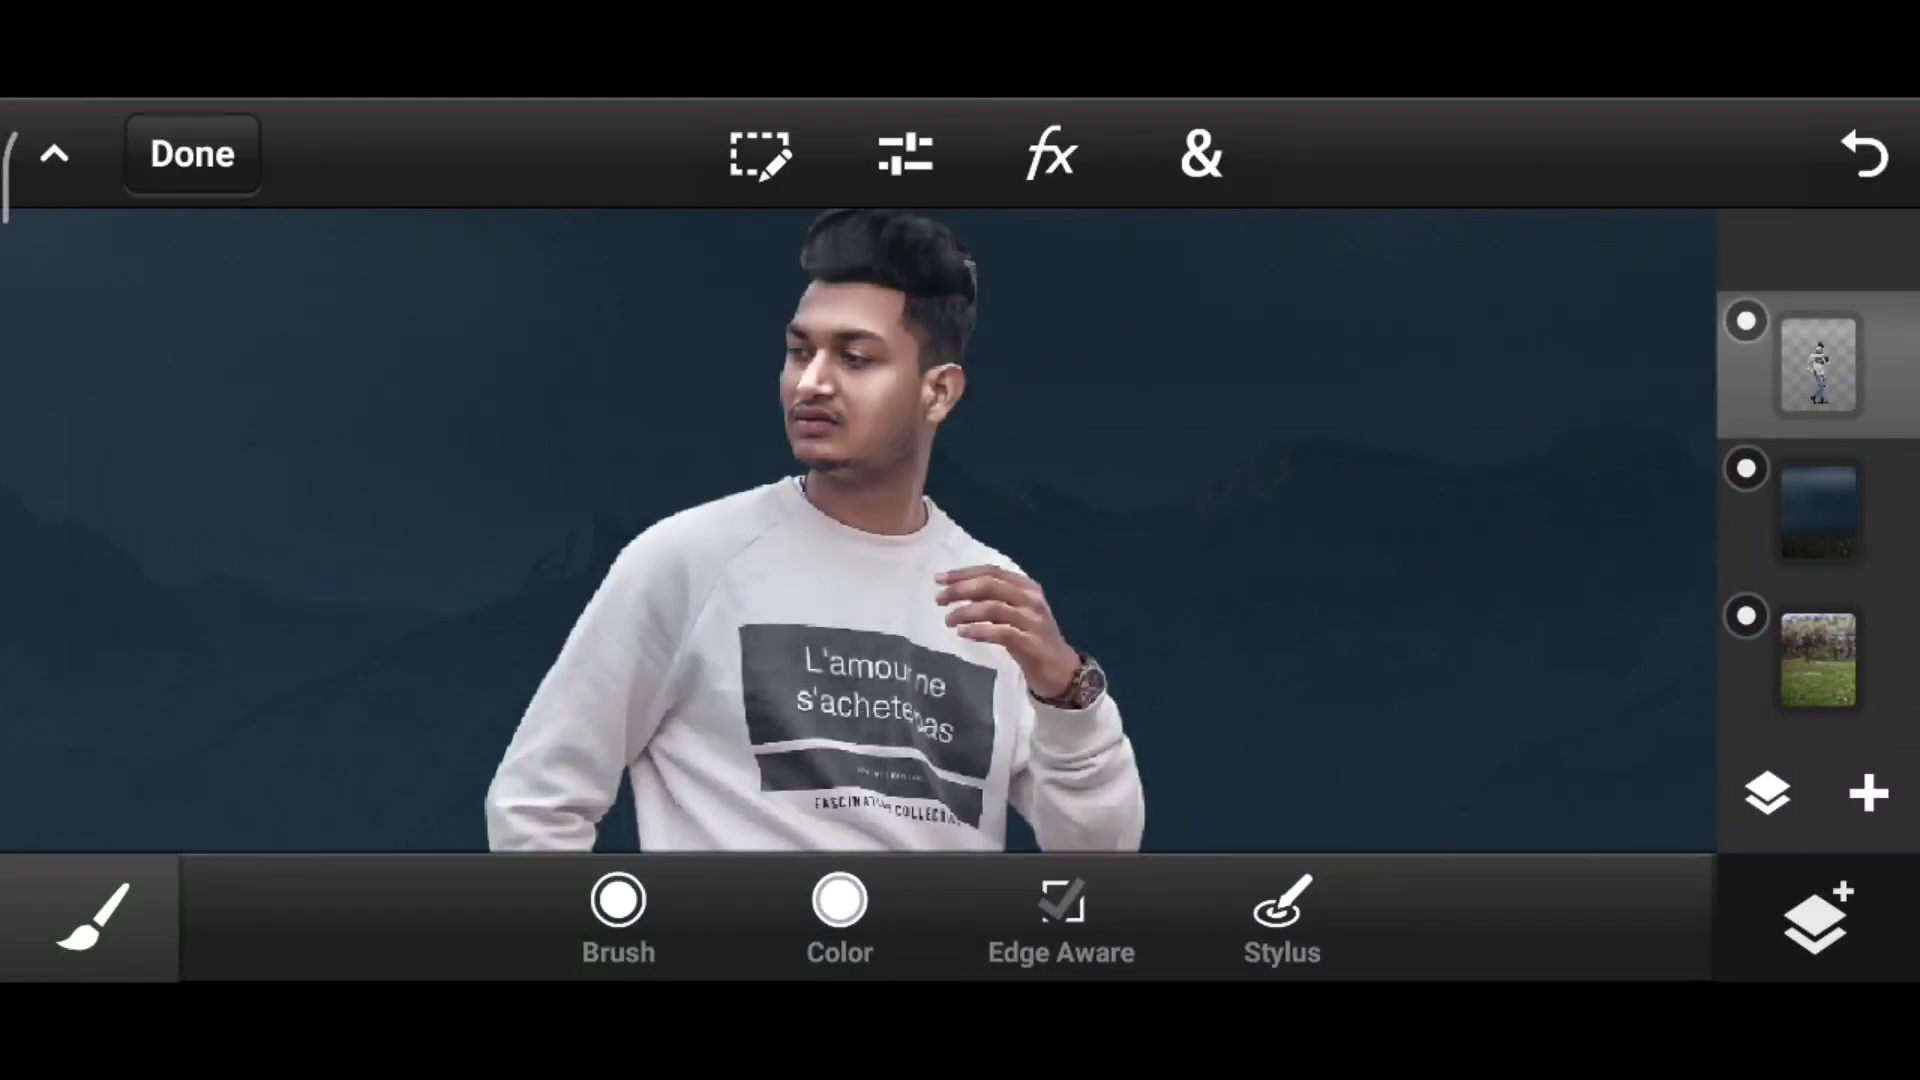 Done
fx
&
L'amour ne
s'achete pas
Brush
Color
Edge Aware
Stylus